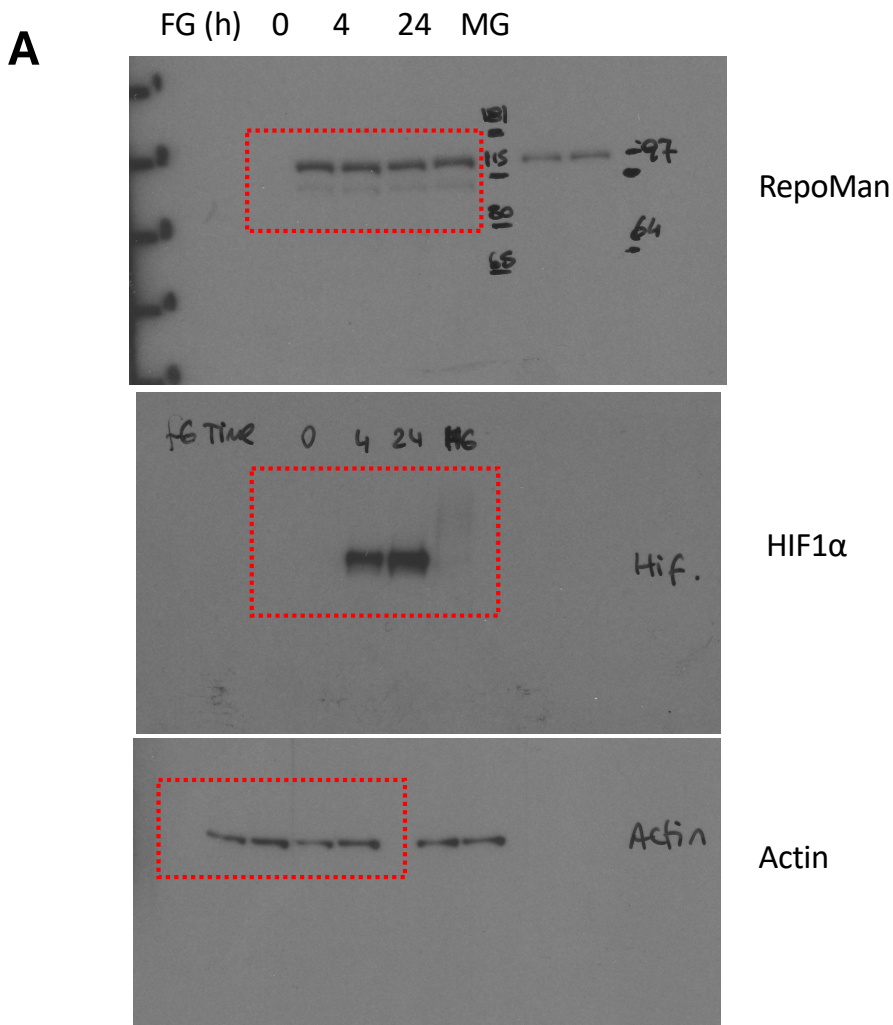 FG (h) 0 4 24 MG
A
181
115
97
RepoMan
80
64
65
FG Time 0 4 24 MG
HIF1α
Hif.
Actin
Actin